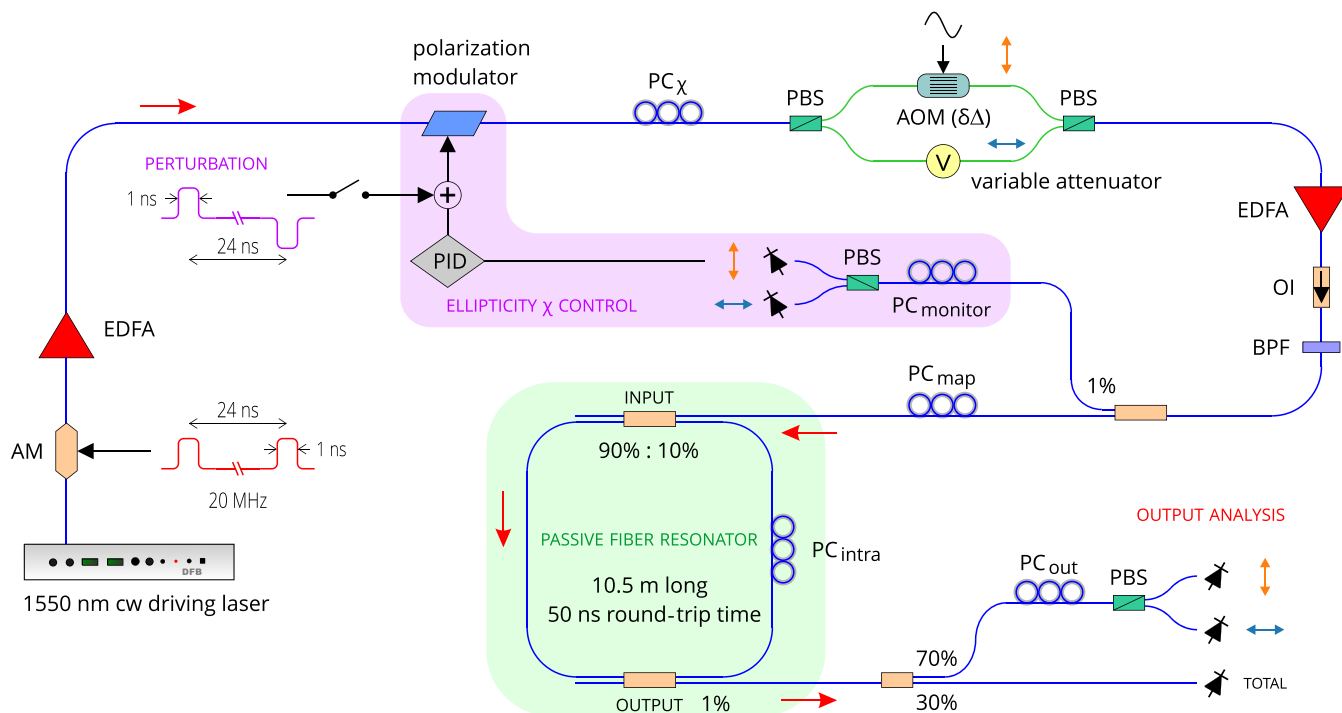 polarization
modulator
PC χ
PBS
AOM (δΔ)
PBS
V
variable attenuator
PERTURBATION
1 ns
24 ns
+
PID
PBS
PC monitor
ELLIPTICITY χ CONTROL
EDFA
OI
BPF
EDFA
1%
PC map
INPUT
90% : 10%
24 ns
1 ns
AM
20 MHz
PASSIVE FIBER RESONATOR
10.5 m long
50 ns round-trip time
PC intra
OUTPUT ANALYSIS
DFB
1550 nm cw driving laser
PC out
PBS
70%
30%
TOTAL
OUTPUT 1%